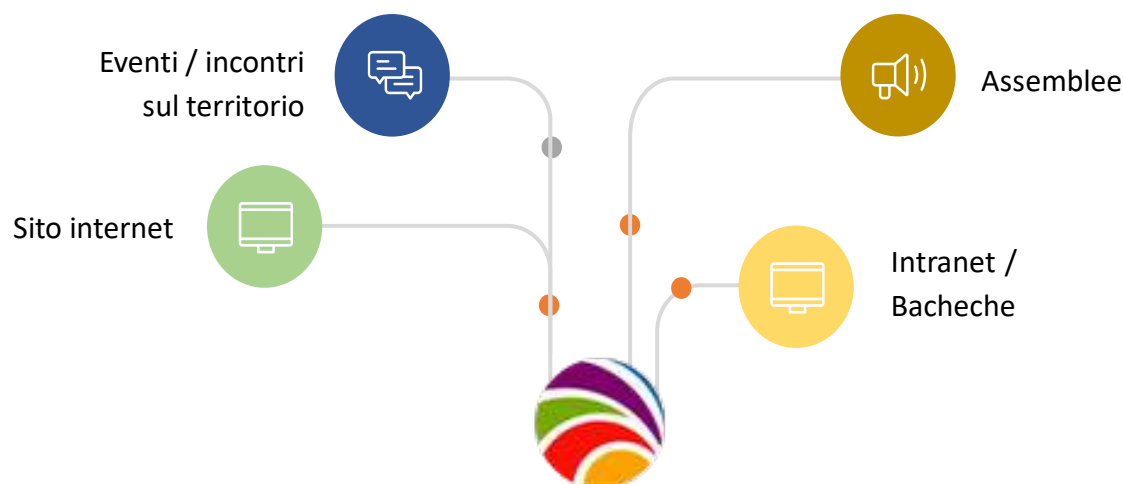 Eventi / incontri
sul territorio
Assemblee
Sito internet
Intranet /
Bacheche